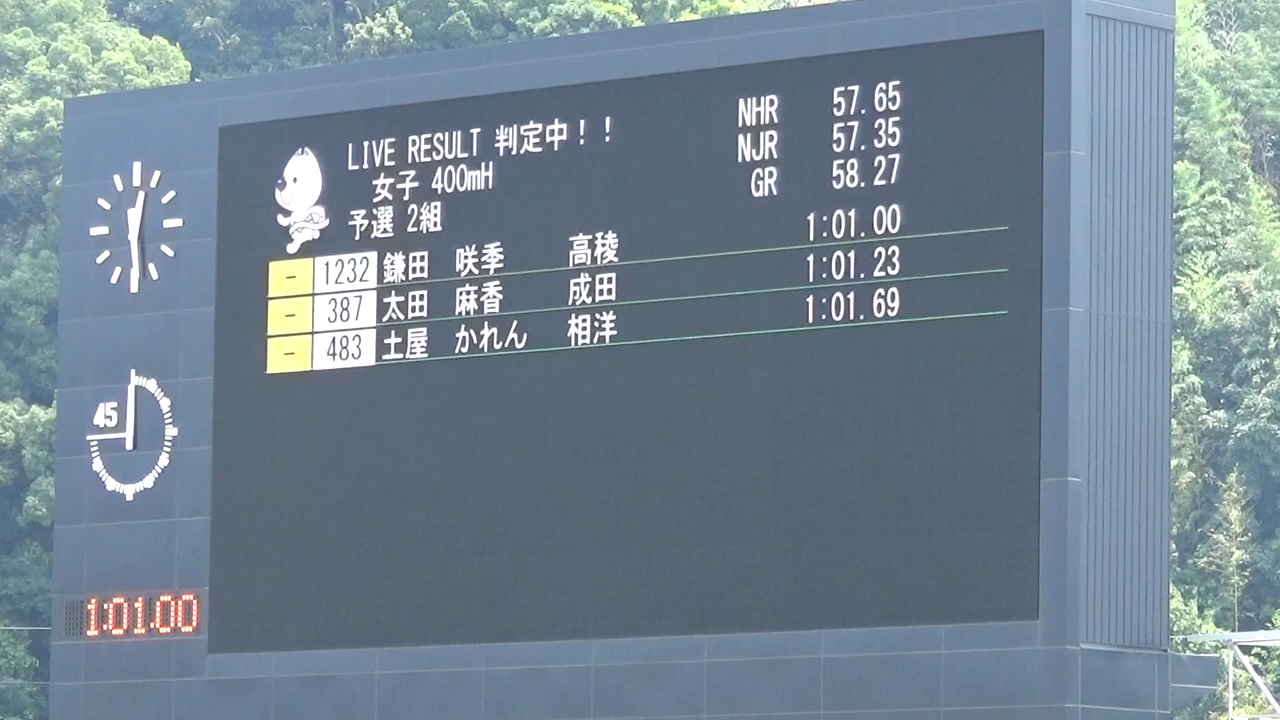 LIVE RESULT 判定中!!
女子 400mH
予選 2組
NHR 57.65
NJR 57.35
GR 58.27
- 1232 鎌田 咲季 高稜 1:01.00
- 387 太田 麻香 成田 1:01.23
- 483 土屋 かれん 相洋 1:01.69
45
1:01.00